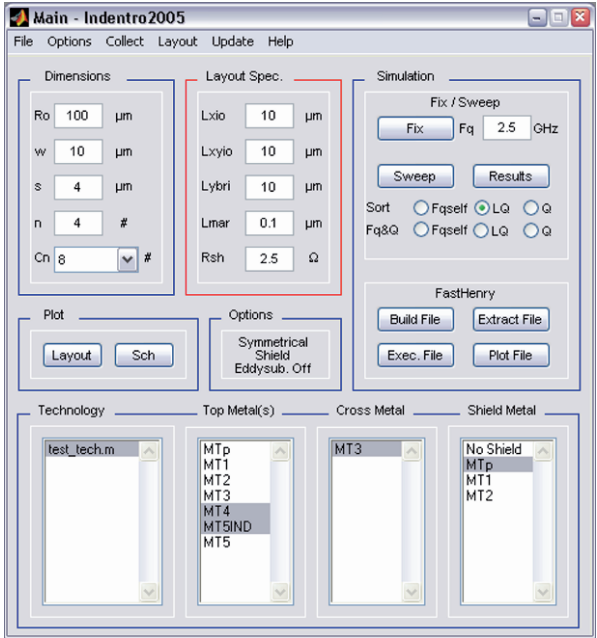 Main - Indentro2005
File Options Collect Layout Update Help
Dimensions
Ro 100 µm
w 10 µm
s 4 µm
n 4 #
Cn 8 #
Layout Spec.
Lxio 10 µm
Lxyio 10 µm
Lybri 10 µm
Lmar 0.1 µm
Rsh 2.5 Ω
Simulation
Fix / Sweep
Fix Fq 2.5 GHz
Sweep Results
Sort Fqself LQ Q
Fq&Q Fqself LQ Q
FastHenry
Build File Extract File
Exec. File Plot File
Plot
Layout Sch
Options
Symmetrical
Shield
Eddysub. Off
Technology
test_tech.m
Top Metal(s)
MTp
MT1
MT2
MT3
MT4
MT5IND
MT5
Cross Metal
MT3
Shield Metal
No Shield
MTp
MT1
MT2